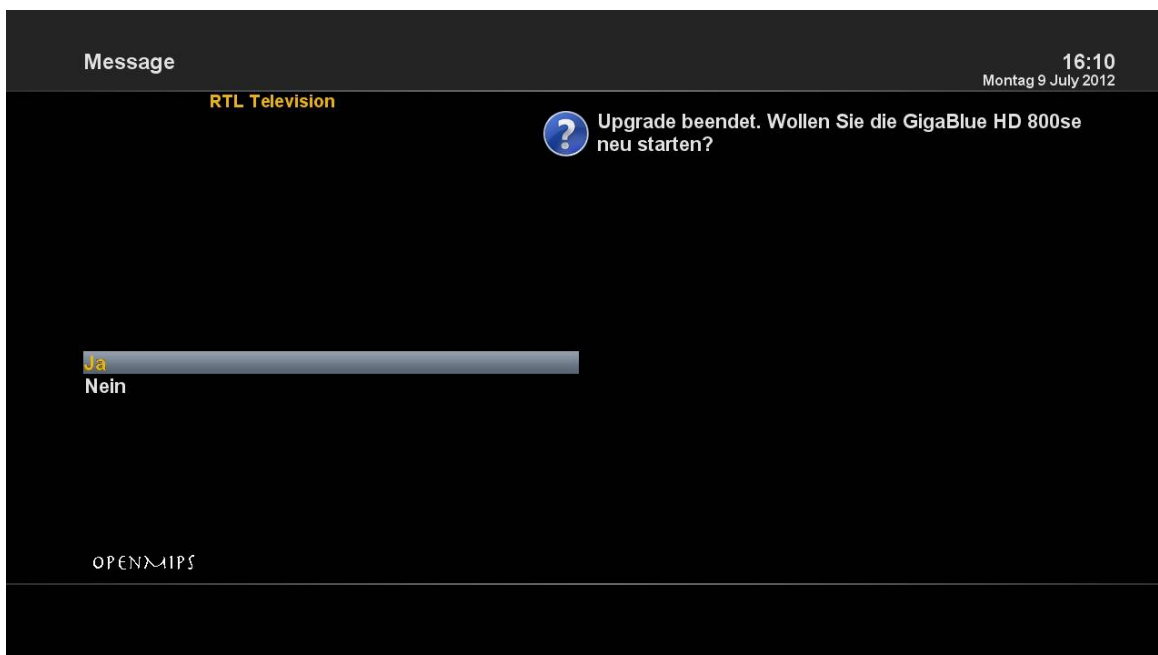 Message
16:10
Montag 9 July 2012
RTL Television
Upgrade beendet. Wollen Sie die GigaBlue HD 800se
neu starten?
Ja
Nein
OPENMIPS